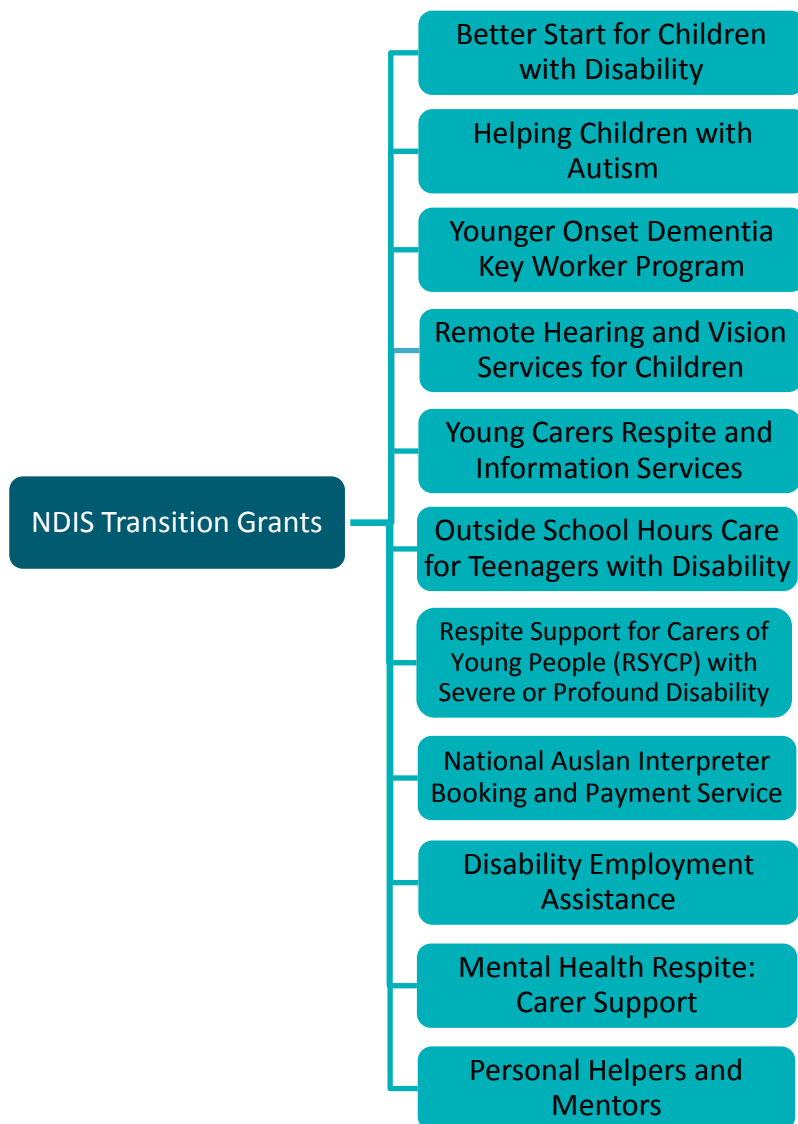 Better Start for Children
with Disability
Helping Children with
Autism
Younger Onset Dementia
Key Worker Program
Remote Hearing and Vision
Services for Children
Young Carers Respite and
Information Services
NDIS Transition Grants
Outside School Hours Care
for Teenagers with Disability
Respite Support for Carers of
Young People (RSYCP) with
Severe or Profound Disability
National Auslan Interpreter
Booking and Payment Service
Disability Employment
Assistance
Mental Health Respite:
Carer Support
Personal Helpers and
Mentors